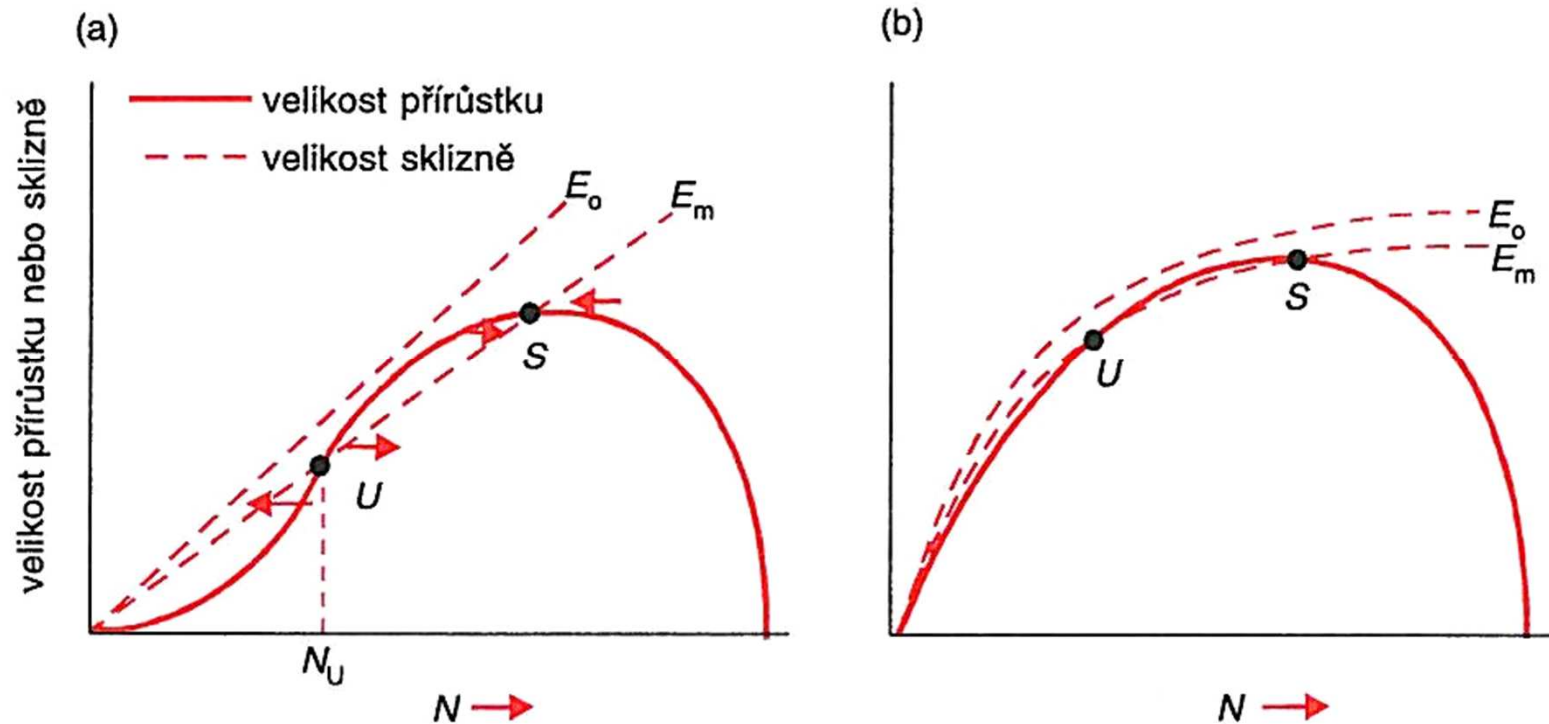 (a)
velikost přírůstku nebo sklizně
velikost přírůstku
velikost sklizně
Eo
Em
S
U
NU
N
(b)
Eo
Em
S
U
N